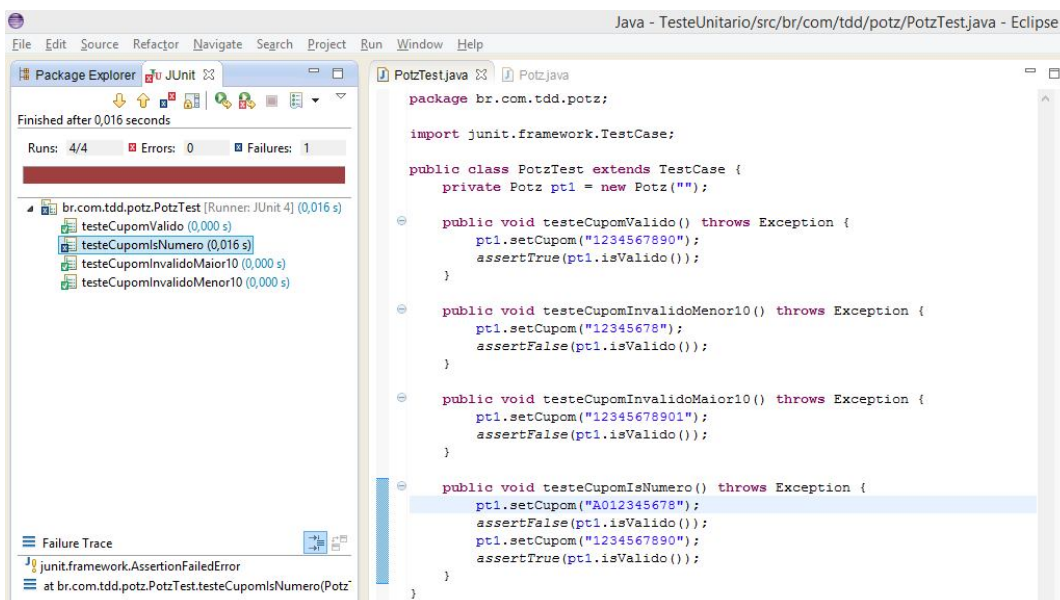 Java - TesteUnitario/src/br/com/tdd/potz/PotzTest.java - Eclipse
File Edit Source Refactor Navigate Search Project Run Window Help
Package Explorer JUnit
Finished after 0,016 seconds
Runs: 4/4 Errors: 0 Failures: 1
br.com.tdd.potz.PotzTest [Runner: JUnit 4] (0,016 s)
testeCupomValido (0,000 s)
testeCupomIsNumero (0,016 s)
testeCupomInvalidoMaior10 (0,000 s)
testeCupomInvalidoMenor10 (0,000 s)
Failure Trace
junit.framework.AssertionFailedError
at br.com.tdd.potz.PotzTest.testeCupomIsNumero(Potz
PotzTest.java Potz.java
package br.com.tdd.potz;
import junit.framework.TestCase;
public class PotzTest extends TestCase {
private Potz pt1 = new Potz("");
public void testeCupomValido() throws Exception {
pt1.setCupom("1234567890");
assertTrue(pt1.isValido());
}
public void testeCupomInvalidoMenor10() throws Exception {
pt1.setCupom("12345678");
assertFalse(pt1.isValido());
}
public void testeCupomInvalidoMaior10() throws Exception {
pt1.setCupom("12345678901");
assertFalse(pt1.isValido());
}
public void testeCupomIsNumero() throws Exception {
pt1.setCupom("A012345678");
assertFalse(pt1.isValido());
pt1.setCupom("1234567890");
assertTrue(pt1.isValido());
}
}